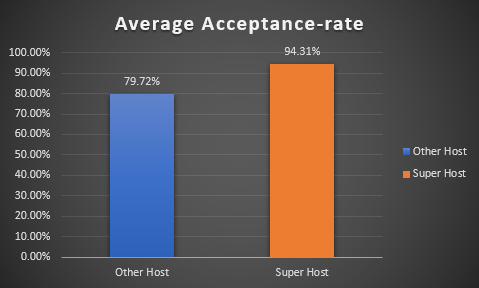 Average Acceptance-rate
100.00%
90.00%
80.00%
70.00%
60.00%
50.00%
40.00%
30.00%
20.00%
10.00%
0.00%
79.72%
94.31%
Other Host
Super Host
Other Host
Super Host